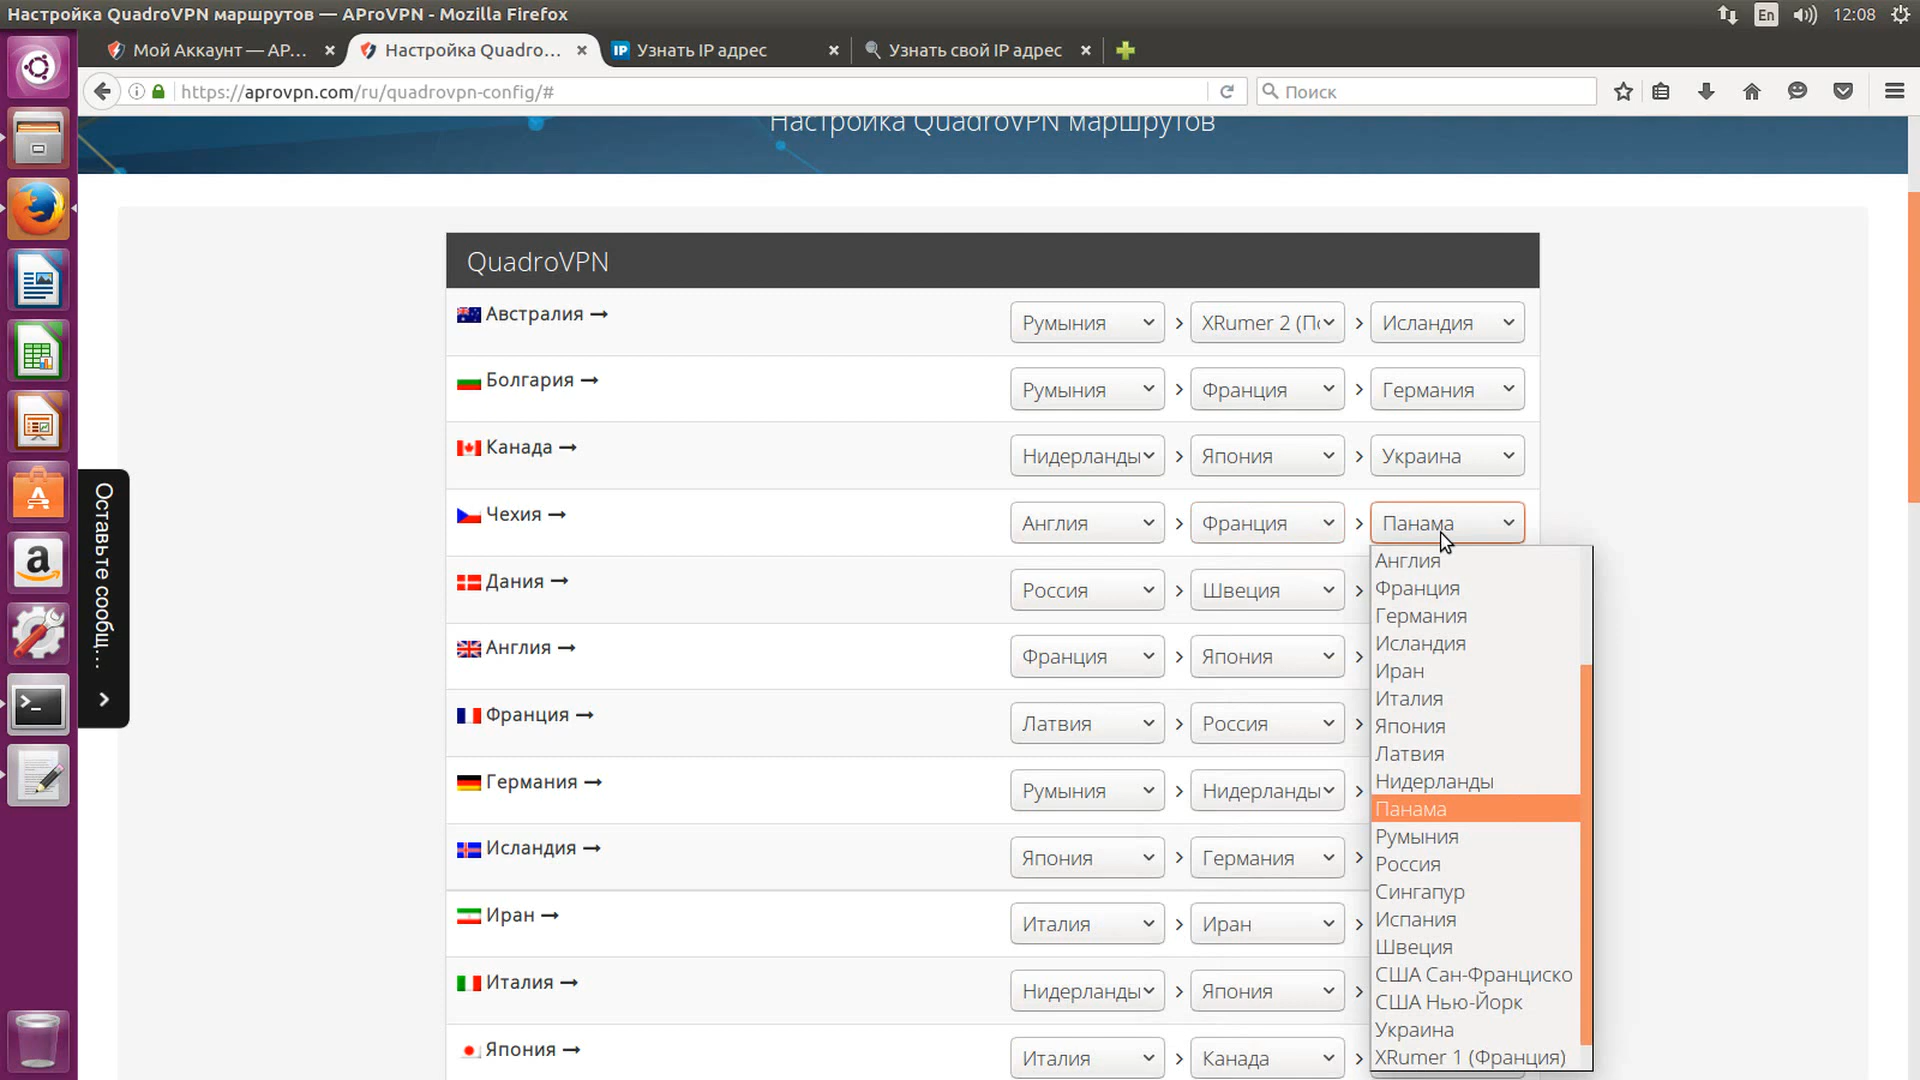 Настройка QuadroVPN маршрутов — AProVPN - Mozilla Firefox
En
12:08
Мой Аккаунт — AP...
Настройка Quadro...
IP Узнать IP адрес
Узнать свой IP адрес
https://aprovpn.com/ru/quadrovpn-config/#
Поиск
Настройка QuadroVPN маршрутов
QuadroVPN
Австралия Румыния XRumer 2 (По Исландия
Болгария Румыния Франция Германия
Канада Нидерланды Япония Украина
Чехия Англия Франция Панама
Дания Россия Швеция
Англия Франция Япония
Франция Латвия Россия
Германия Румыния Нидерланды
Исландия Япония Германия
Иран Италия Иран
Италия Нидерланды Япония
Япония Италия Канада
Англия
Франция
Германия
Исландия
Иран
Италия
Япония
Латвия
Нидерланды
Панама
Румыния
Россия
Сингапур
Испания
Швеция
США Сан-Франциско
США Нью-Йорк
Украина
XRumer 1 (Франция)
Оставьте сообщ...